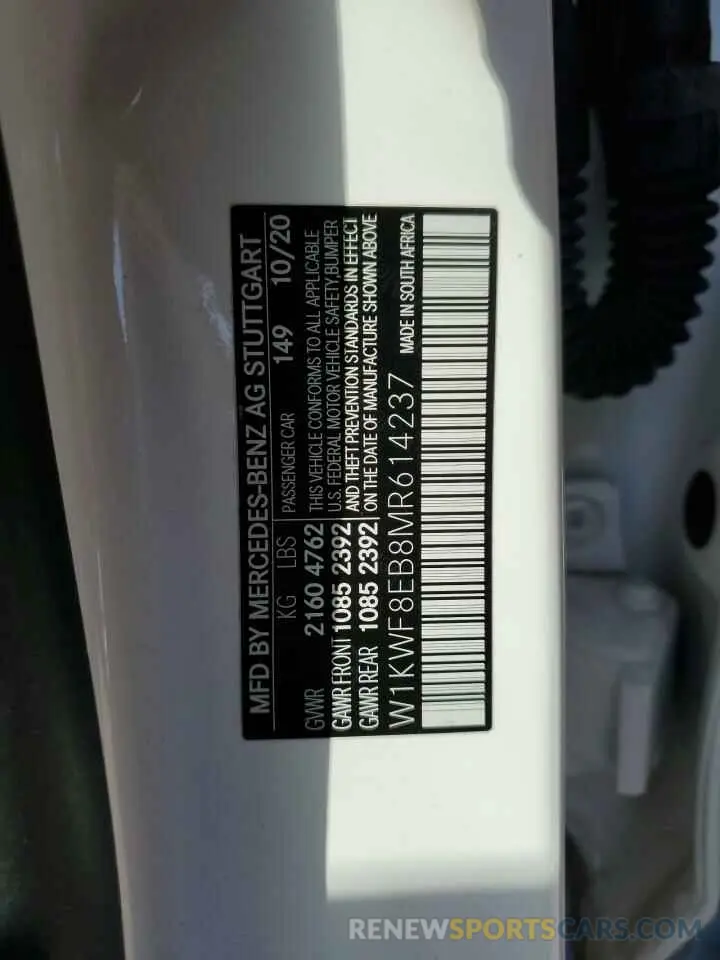 MFD BY MERCEDES-BENZ AG STUTTGART
KG LBS PASSENGER CAR 149 10/20
GVWR 2160 4762 THIS VEHICLE CONFORMS TO ALL APPLICABLE
U.S. FEDERAL MOTOR VEHICLE SAFETY,BUMPER
GAWR FRONT 1085 2392 AND THEFT PREVENTION STANDARDS IN EFFECT
GAWR REAR 1085 2392 ON THE DATE OF MANUFACTURE SHOWN ABOVE
W1KWF8EB8MR614237 MADE IN SOUTH AFRICA
RENEWSPORTSCARS.COM